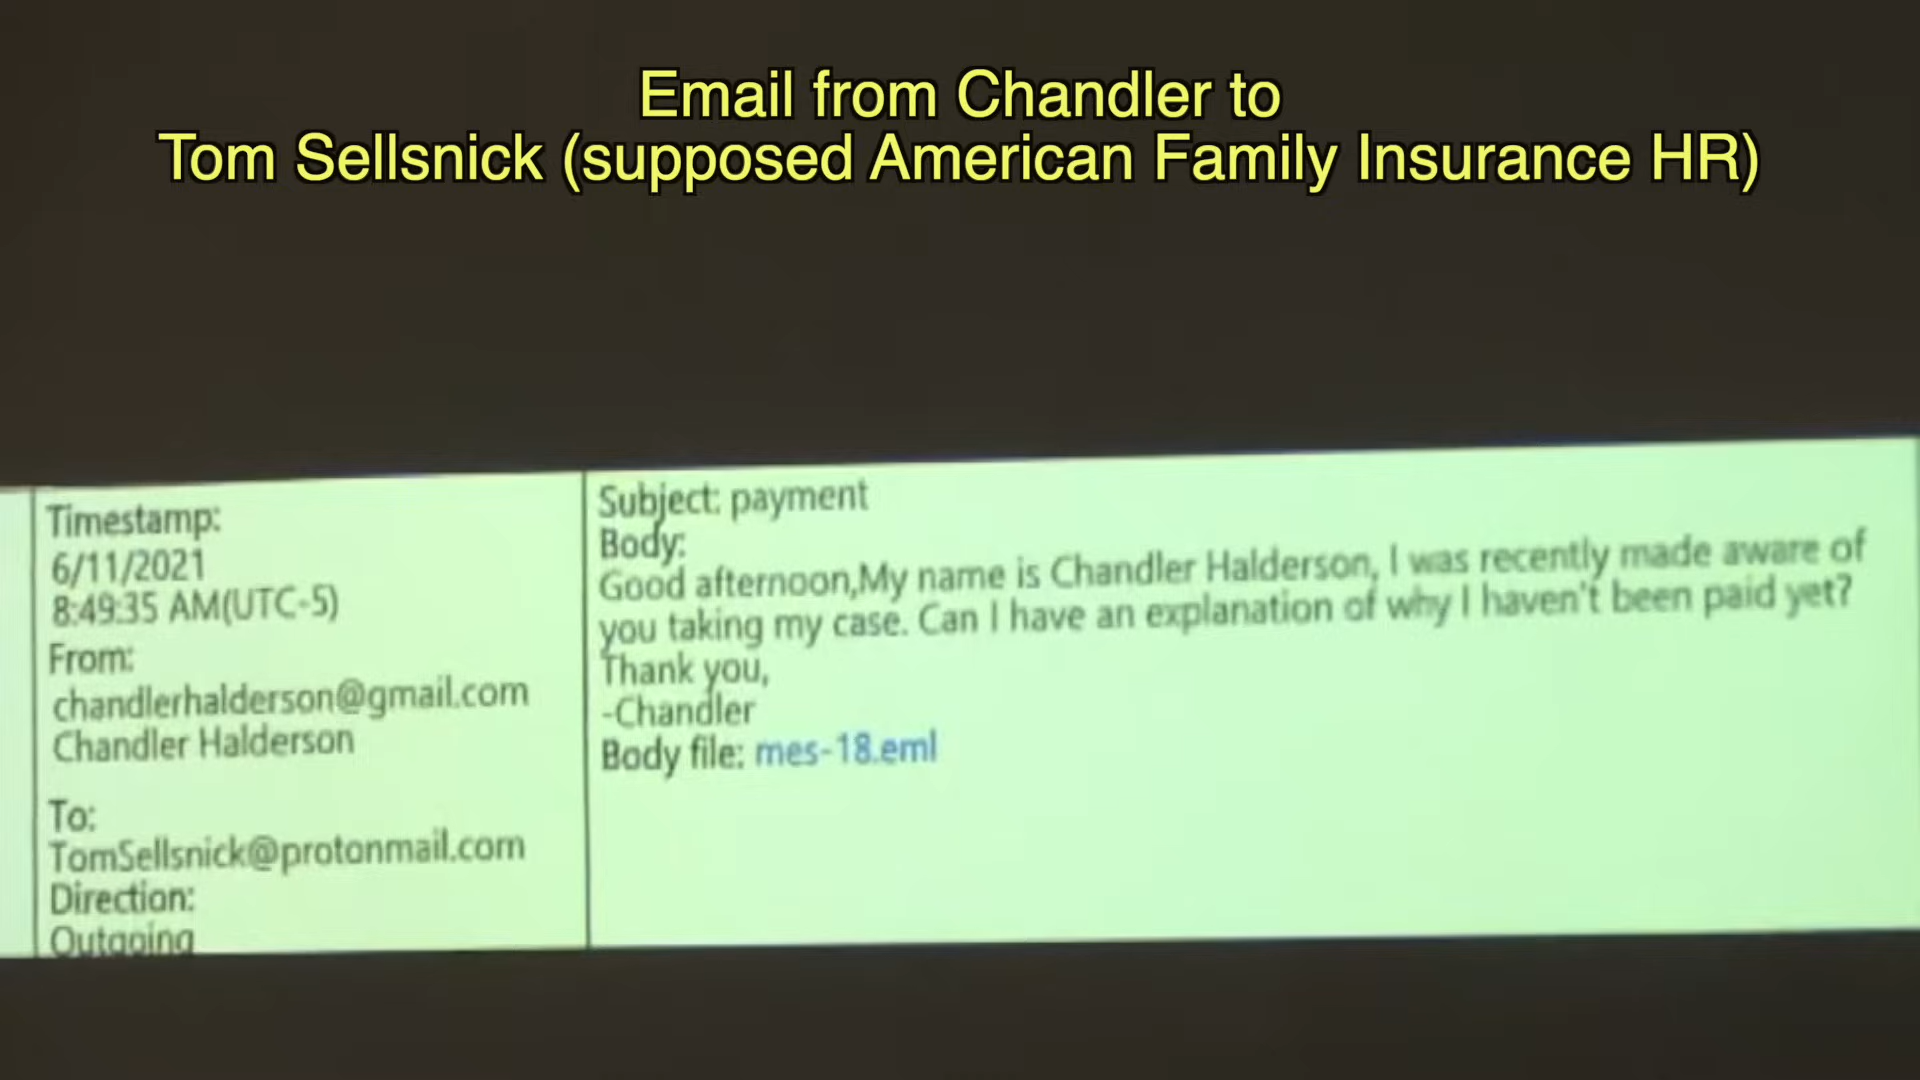 Email from Chandler to
Tom Sellsnick (supposed American Family Insurance HR)
Timestamp:
6/11/2021
8:49:35 AM(UTC-5)
From:
chandlerhalderson@gmail.com
Chandler Halderson
To:
TomSellsnick@protonmail.com
Direction:
Outgoing
Subject: payment
Body:
Good afternoon,My name is Chandler Halderson, I was recently made aware of
you taking my case. Can I have an explanation of why I haven't been paid yet?
Thank you,
-Chandler
Body file: mes-18.eml